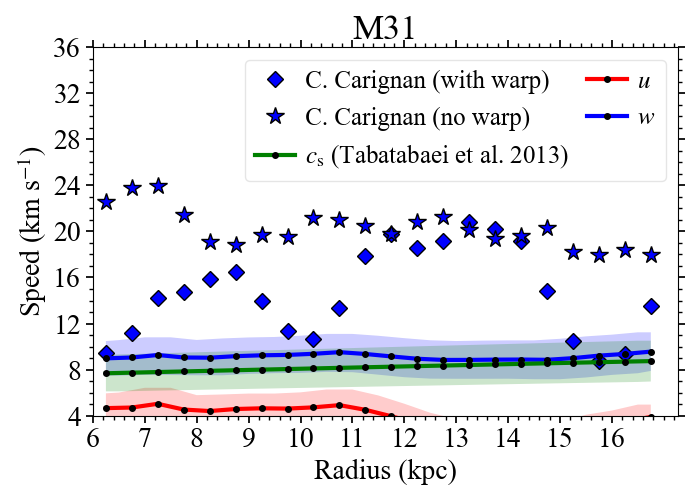 M31
36
32
28
24
20
16
12
8
4
Speed (km s⁻¹)
C. Carignan (with warp)
C. Carignan (no warp)
cₛ (Tabatabaei et al. 2013)
u
w
6 7 8 9 10 11 12 13 14 15 16
Radius (kpc)